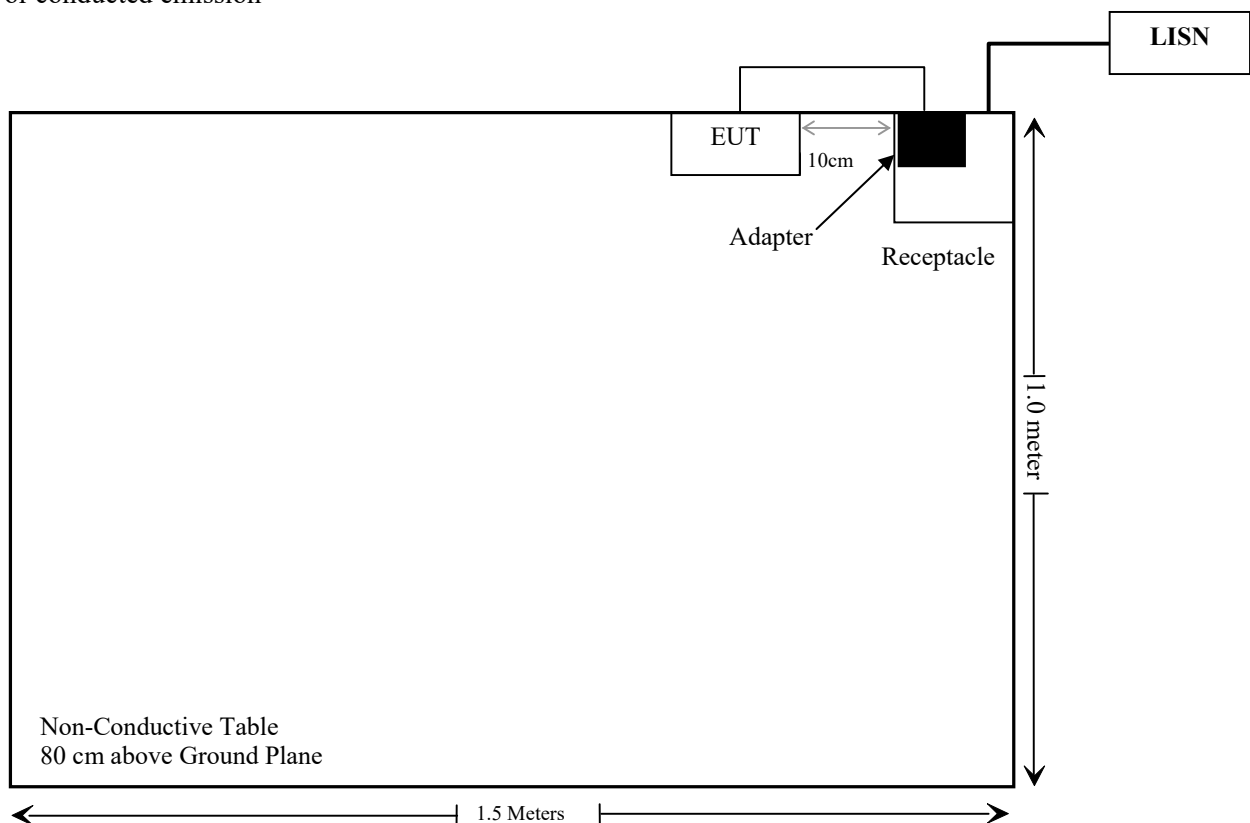 of conducted emission
LISN
EUT
10cm
Adapter
Receptacle
1.0 meter
Non-Conductive Table
80 cm above Ground Plane
1.5 Meters